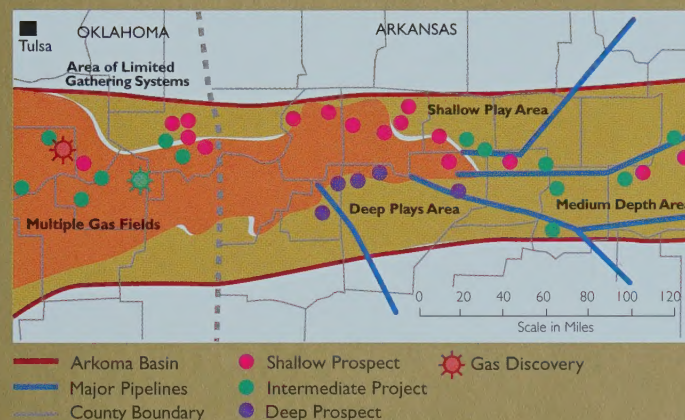 OKLAHOMA
ARKANSAS
Tulsa
Area of Limited
Gathering Systems
Shallow Play Area
Multiple Gas Fields
Deep Plays Area
Medium Depth Area
0 20 40 60 80 100 120
Scale in Miles
Arkoma Basin
Shallow Prospect
Gas Discovery
Major Pipelines
Intermediate Project
County Boundary
Deep Prospect